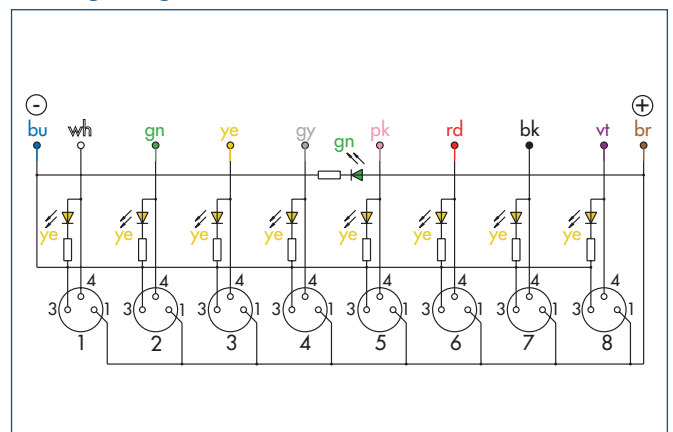 - +
bu wh gn ye gy gn pk rd bk vt br
ye ye ye ye ye ye ye ye
4 4 4 4 4 4 4 4
3 1 3 1 3 1 3 1 3 1 3 1 3 1 3 1
1 2 3 4 5 6 7 8